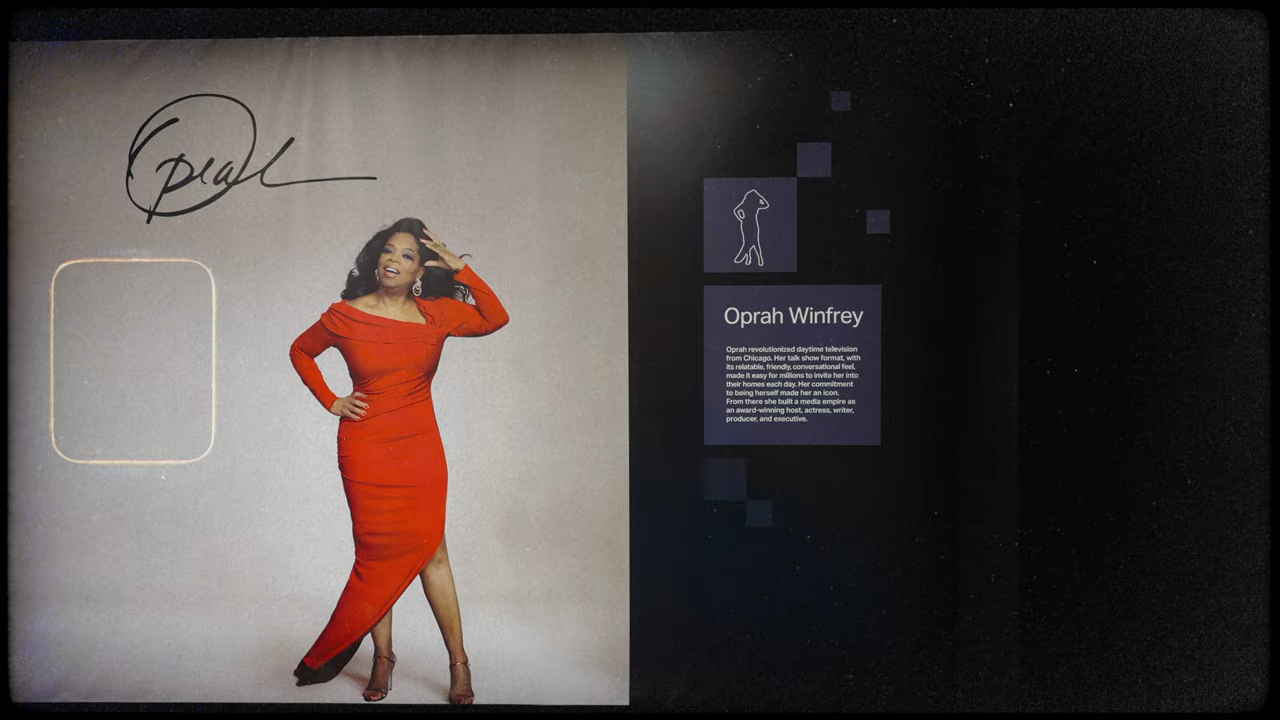 Oprah
Oprah Winfrey
Oprah revolutionized daytime television
from Chicago. Her talk show format, with
its relatable, friendly, conversational feel,
made it easy for millions to invite her into
their homes each day. Her commitment
to being herself made her an icon.
From there she built a media empire as
an award-winning host, actress, writer,
producer, and executive.